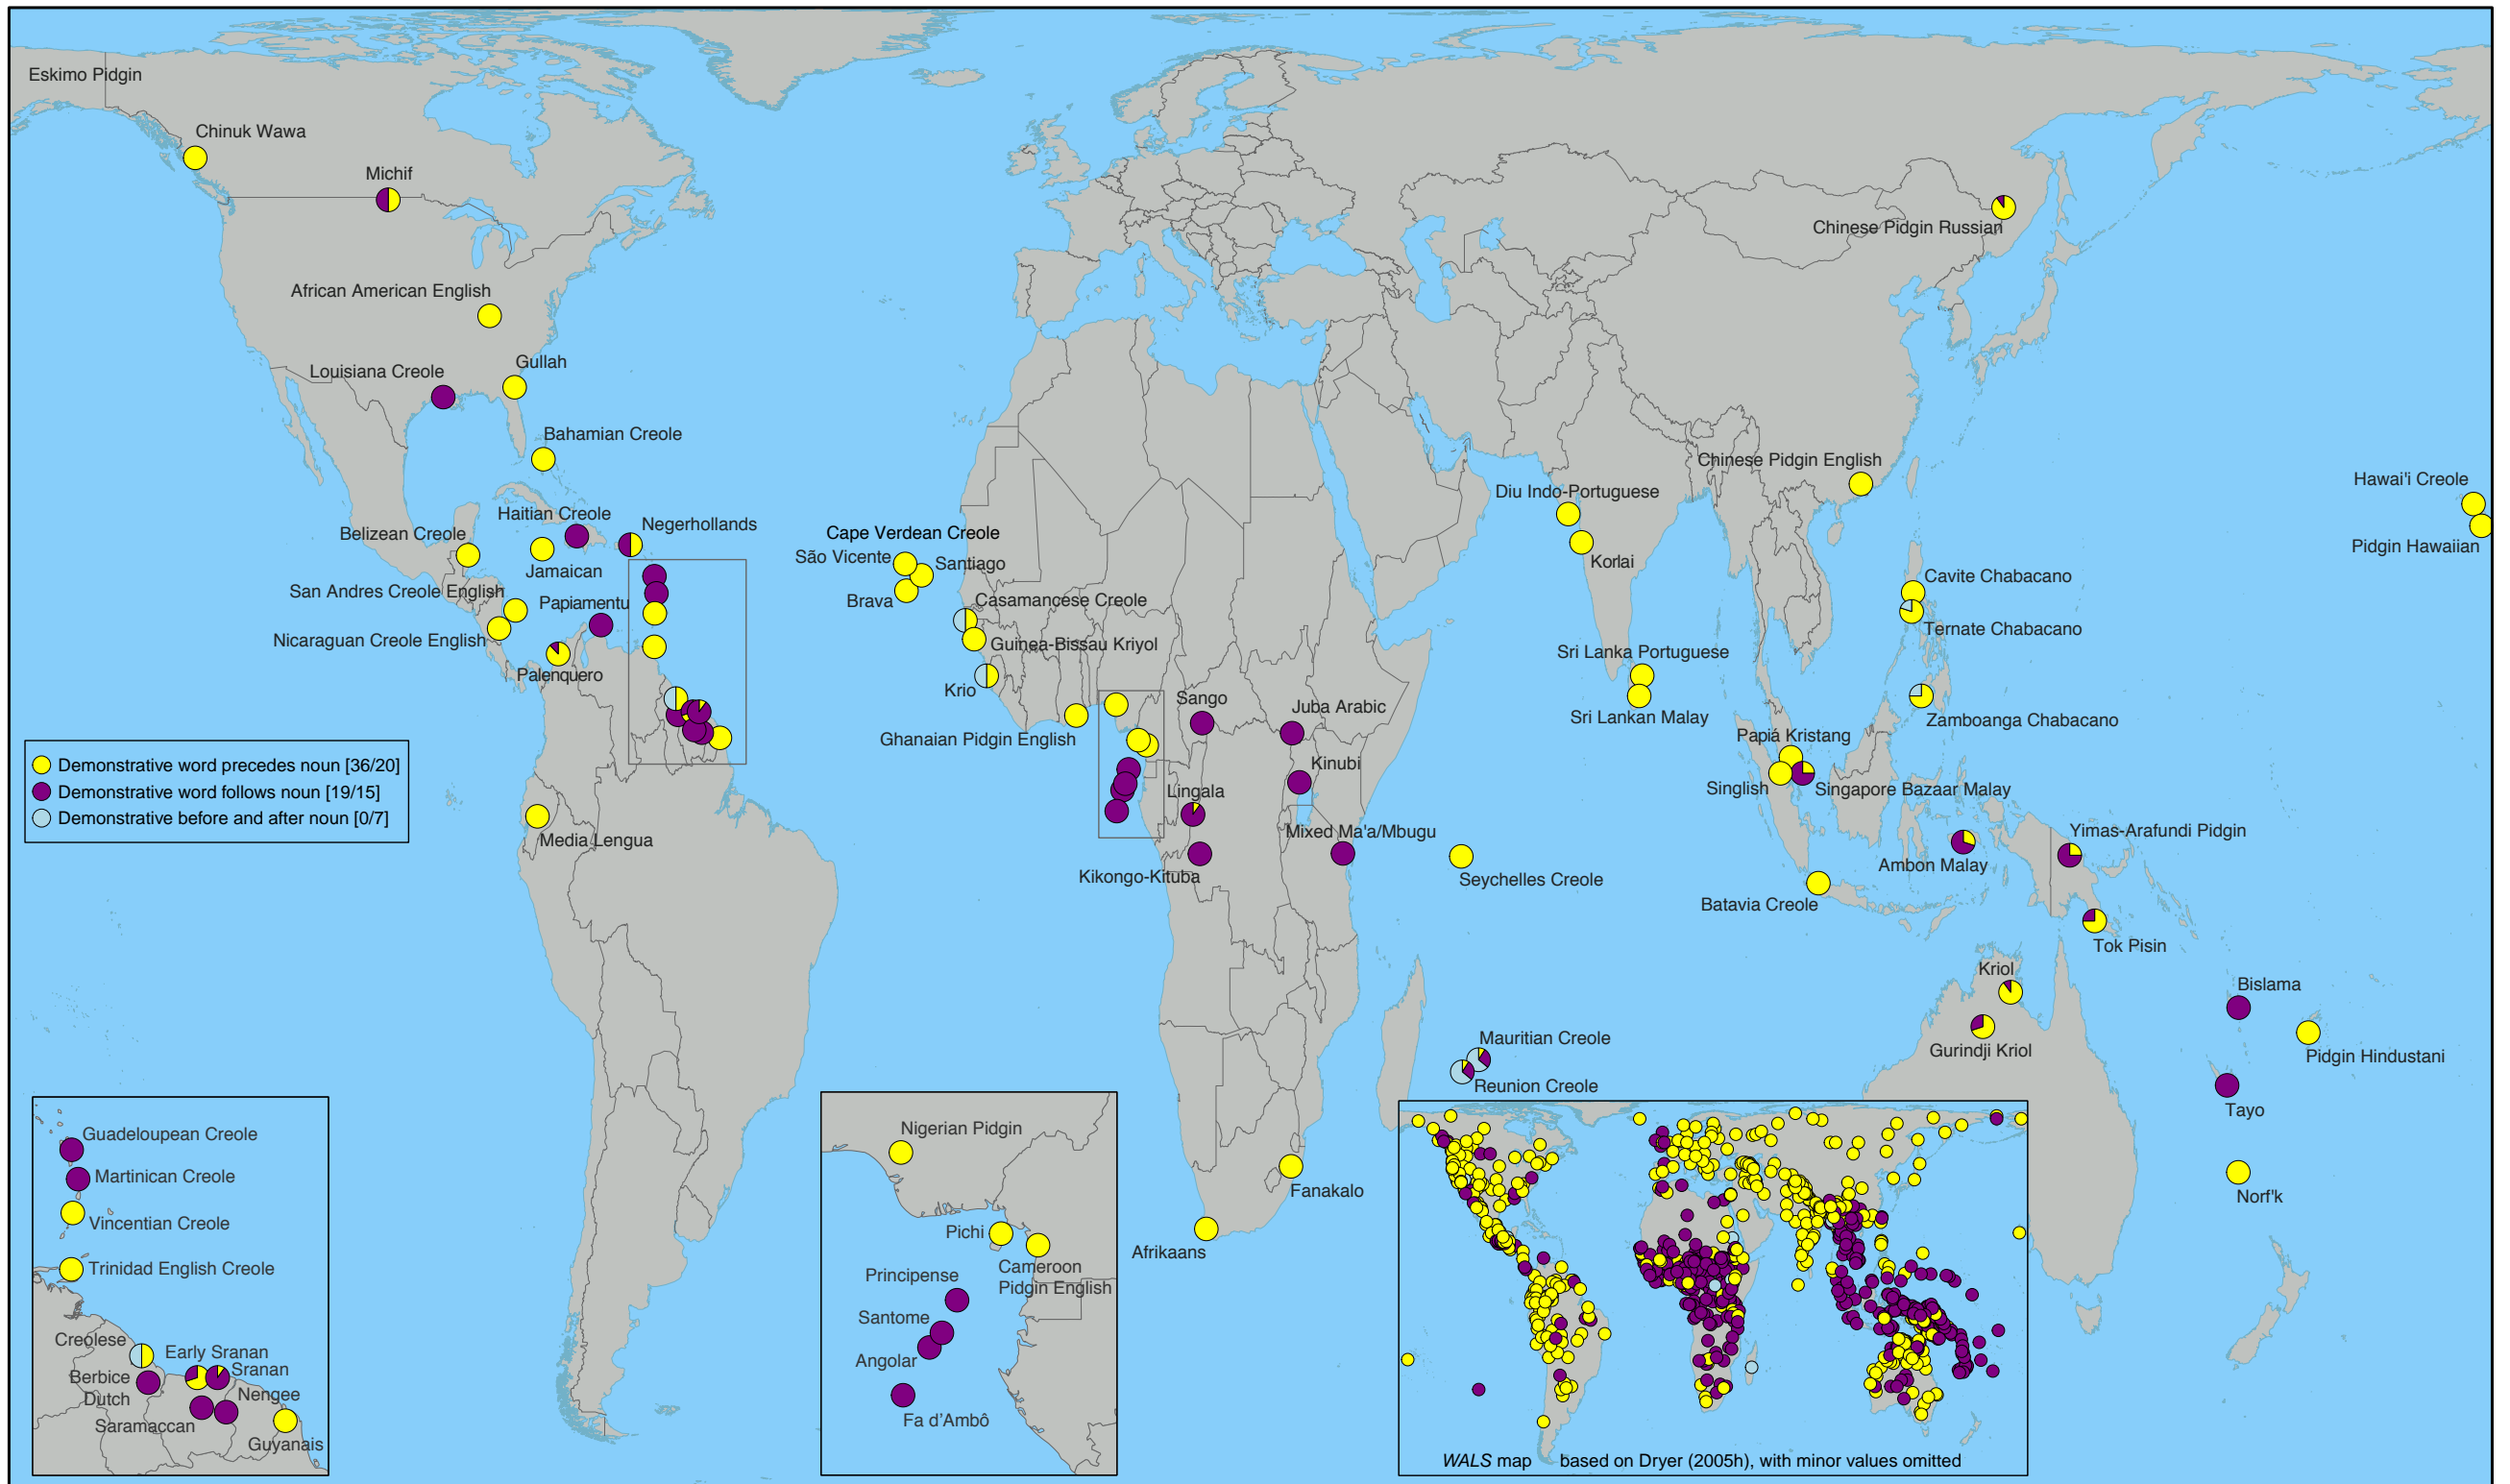 Eskimo Pidgin
Chinuk Wawa
Michif
Chinese Pidgin Russian
African American English
Gullah
Louisiana Creole
Bahamian Creole
Chinese Pidgin English
Hawai'i Creole
Diu Indo-Portuguese
Haitian Creole
Negerhollands
Belizean Creole
Cape Verdean Creole
São Vicente
Santiago
Brava
Korlai
Pidgin Hawaiian
Jamaican
Cavite Chabacano
San Andres Creole English
Papiamentu
Casamancese Creole
Ternate Chabacano
Nicaraguan Creole English
Guinea-Bissau Kriyol
Sri Lanka Portuguese
Palenquero
Krio
Sango
Juba Arabic
Sri Lankan Malay
Zamboanga Chabacano
Ghanaian Pidgin English
Papiá Kristang
Kinubi
Demonstrative word precedes noun [36/20]
Demonstrative word follows noun [19/15]
Demonstrative before and after noun [0/7]
Lingala
Singlish
Singapore Bazaar Malay
Media Lengua
Mixed Ma'a/Mbugu
Yimas-Arafundi Pidgin
Ambon Malay
Kikongo-Kituba
Seychelles Creole
Batavia Creole
Tok Pisin
Kriol
Bislama
Mauritian Creole
Gurindji Kriol
Pidgin Hindustani
Reunion Creole
Tayo
Guadeloupean Creole
Martinican Creole
Vincentian Creole
Trinidad English Creole
Creolese
Early Sranan
Sranan
Berbice
Dutch
Nengee
Saramaccan
Guyanais
Nigerian Pidgin
Pichi
Cameroon
Pidgin English
Principense
Santome
Angolar
Fa d'Ambô
Fanakalo
Afrikaans
Norf'k
WALS map based on Dryer (2005h), with minor values omitted